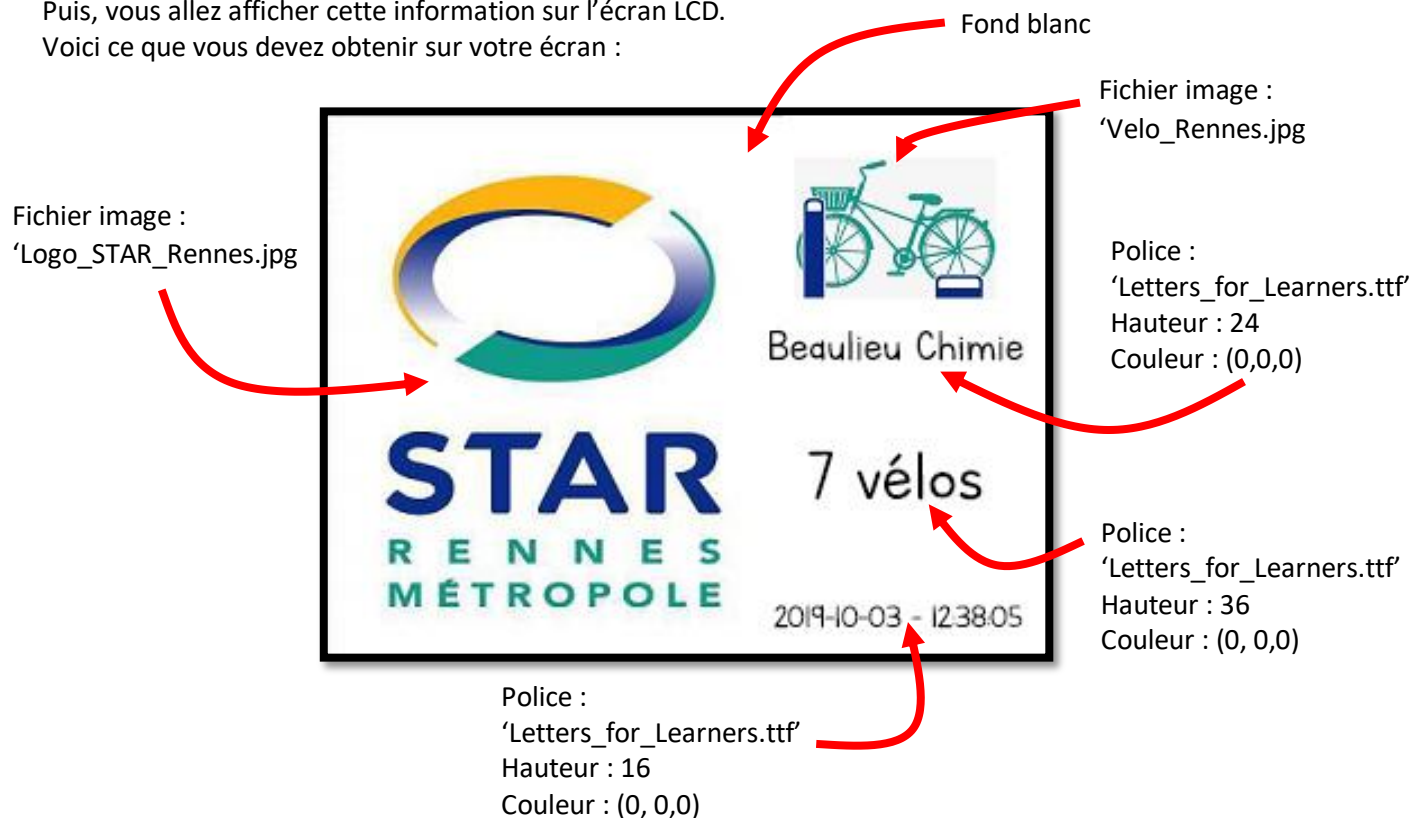 Puis, vous allez afficher cette information sur l’écran LCD.
Voici ce que vous devez obtenir sur votre écran :
Fond blanc
Fichier image :
‘Velo_Rennes.jpg
Fichier image :
‘Logo_STAR_Rennes.jpg
Police :
‘Letters_for_Learners.ttf’
Hauteur : 24
Couleur : (0,0,0)
Beaulieu Chimie
STAR
RENNES
MÉTROPOLE
7 vélos
2019-10-03 - 12:38:05
Police :
‘Letters_for_Learners.ttf’
Hauteur : 36
Couleur : (0, 0,0)
Police :
‘Letters_for_Learners.ttf’
Hauteur : 16
Couleur : (0, 0,0)